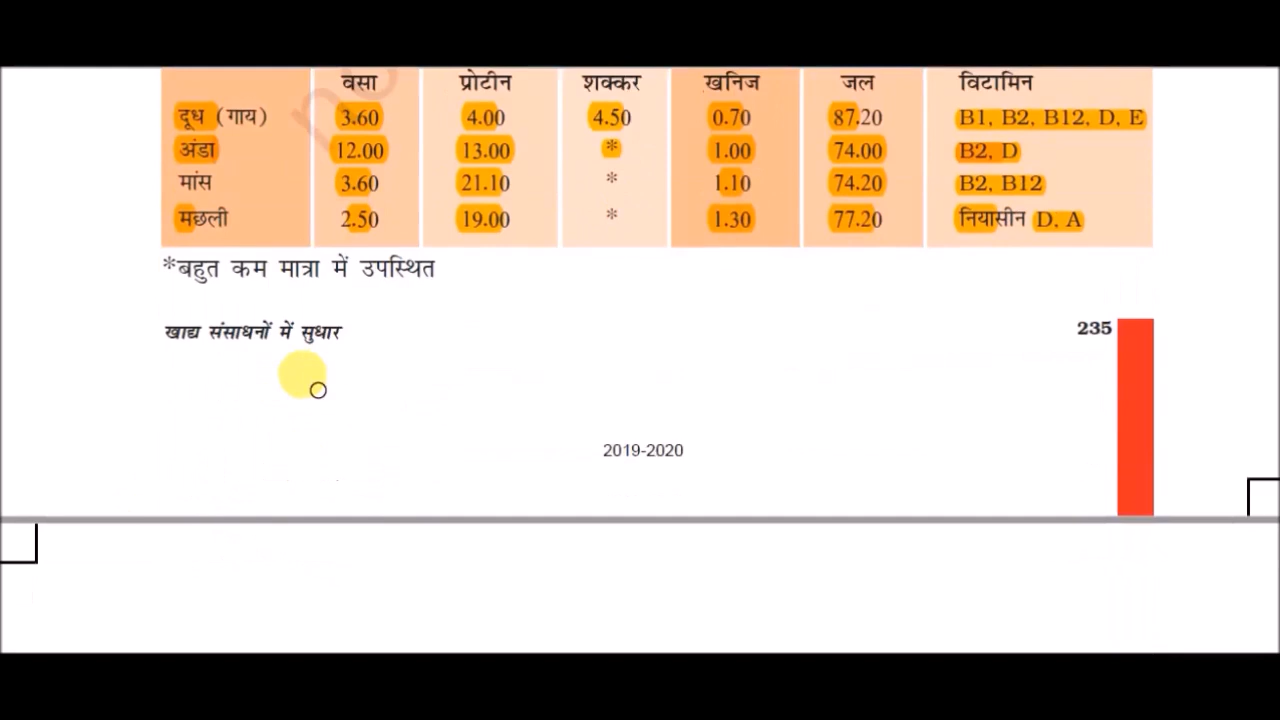 वसा प्रोटीन शक्कर खनिज जल विटामिन
दूध (गाय) 3.60 4.00 4.50 0.70 87.20 B1, B2, B12, D, E
अंडा 12.00 13.00 * 1.00 74.00 B2, D
मांस 3.60 21.10 * 1.10 74.20 B2, B12
मछली 2.50 19.00 * 1.30 77.20 नियासीन D, A
*बहुत कम मात्रा में उपस्थित
खाद्य संसाधनों में सुधार 235
2019-2020